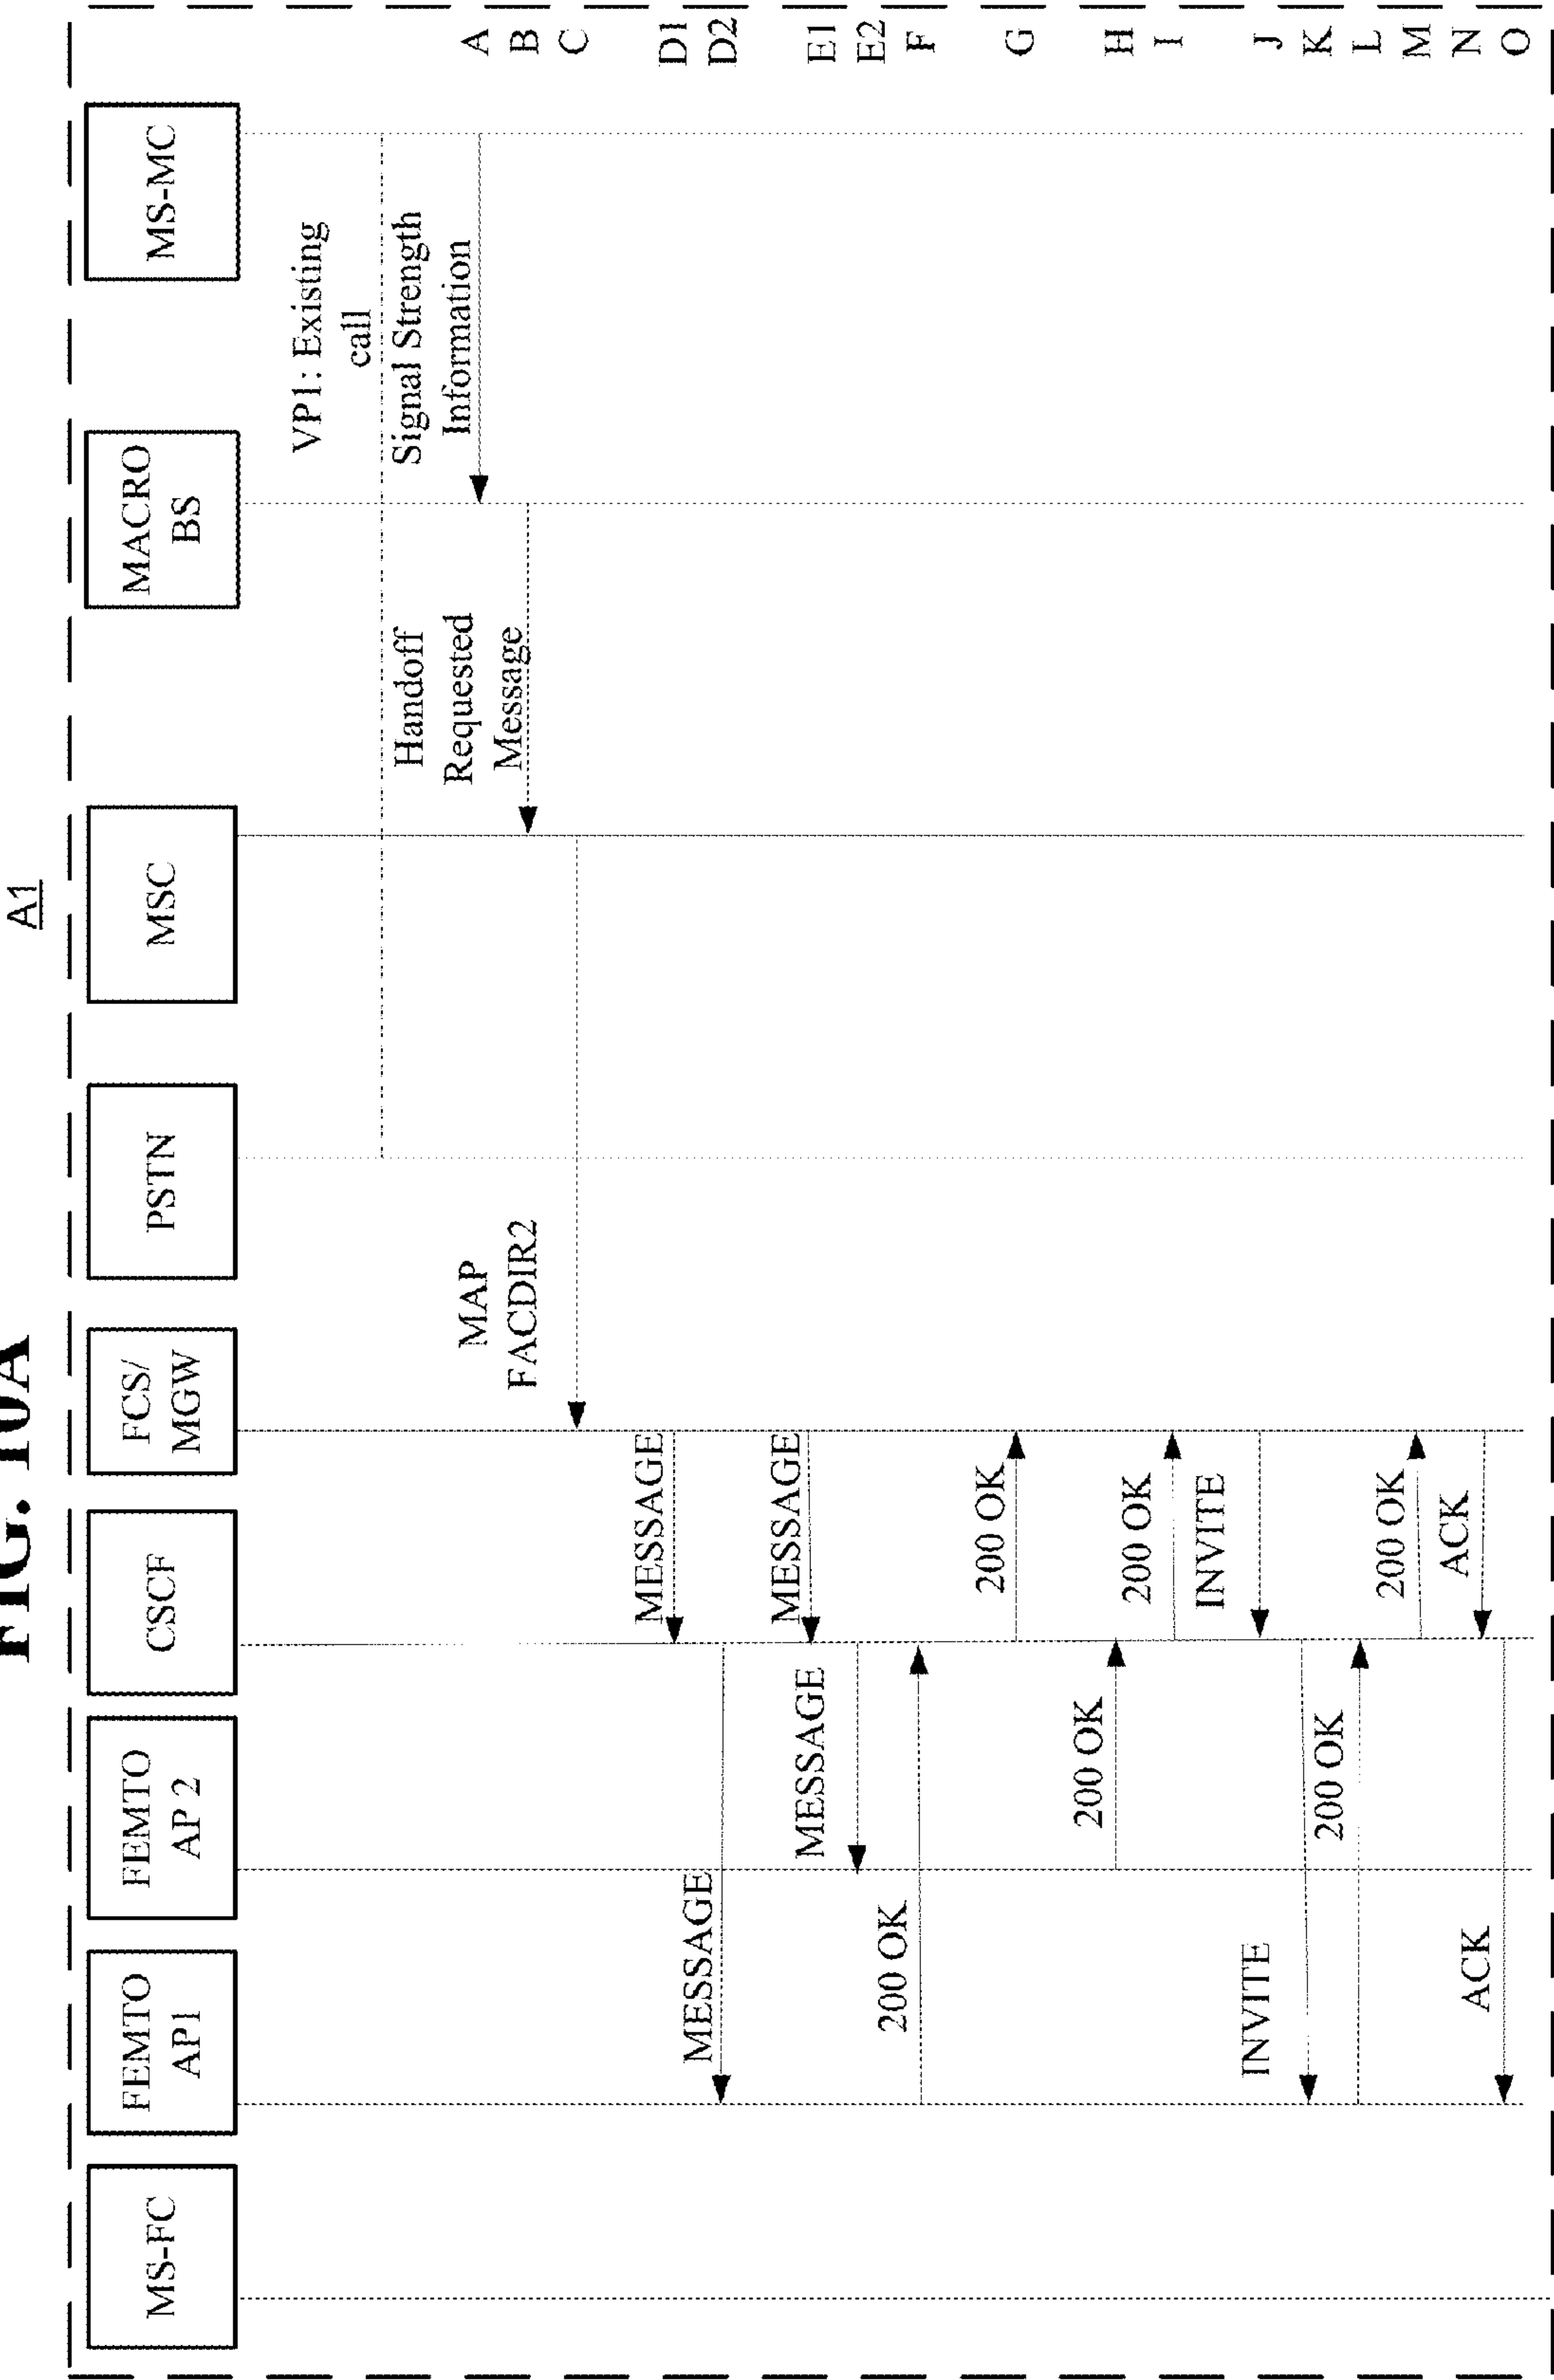 FIG. 10A
A1
MS-FC
FEMTO
AP1
FEMTO
AP 2
CSCF
FCS/
MGW
PSTN
MSC
MACRO
BS
MS-MC
VP1: Existing
call
Signal Strength
Information
A
Handoff
Requested
Message
B
MAP
FACDIR2
C
MESSAGE
D1
MESSAGE
D2
MESSAGE
E1
MESSAGE
E2
200 OK
F
200 OK
G
200 OK
H
200 OK
I
INVITE
J
INVITE
K
200 OK
L
200 OK
M
ACK
N
ACK
O